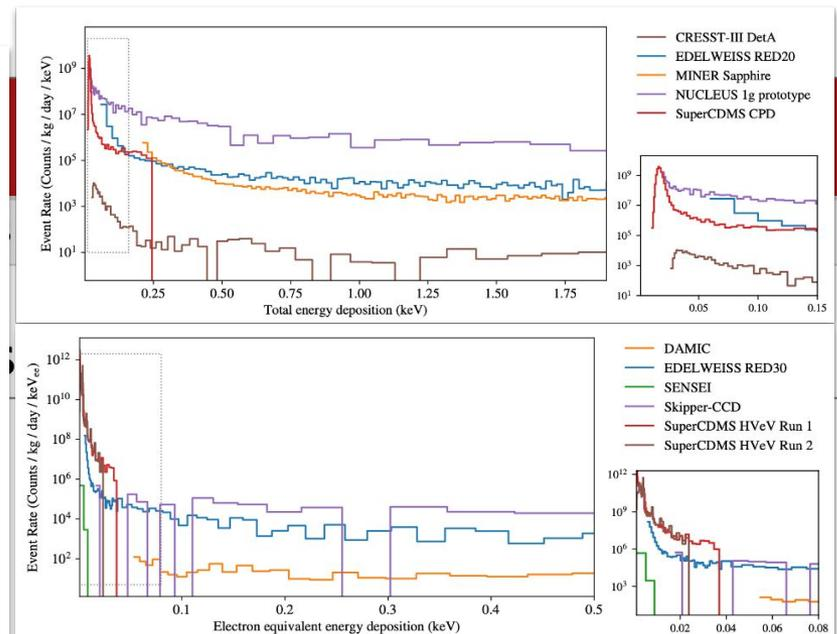 Event Rate (Counts / kg / day / keV)
10⁹
10⁷
10⁵
10³
10¹
0.25 0.50 0.75 1.00 1.25 1.50 1.75
Total energy deposition (keV)
CRESST-III DetA
EDELWEISS RED20
MINER Sapphire
NUCLEUS 1g prototype
SuperCDMS CPD
10⁹
10⁷
10⁵
10³
10¹
0.05 0.10 0.15
Event Rate (Counts / kg / day / keVₑₑ)
10¹²
10¹⁰
10⁸
10⁶
10⁴
10²
0.1 0.2 0.3 0.4 0.5
Electron equivalent energy deposition (keV)
DAMIC
EDELWEISS RED30
SENSEI
Skipper-CCD
SuperCDMS HVeV Run 1
SuperCDMS HVeV Run 2
10¹²
10⁹
10⁶
10³
0.02 0.04 0.06 0.08